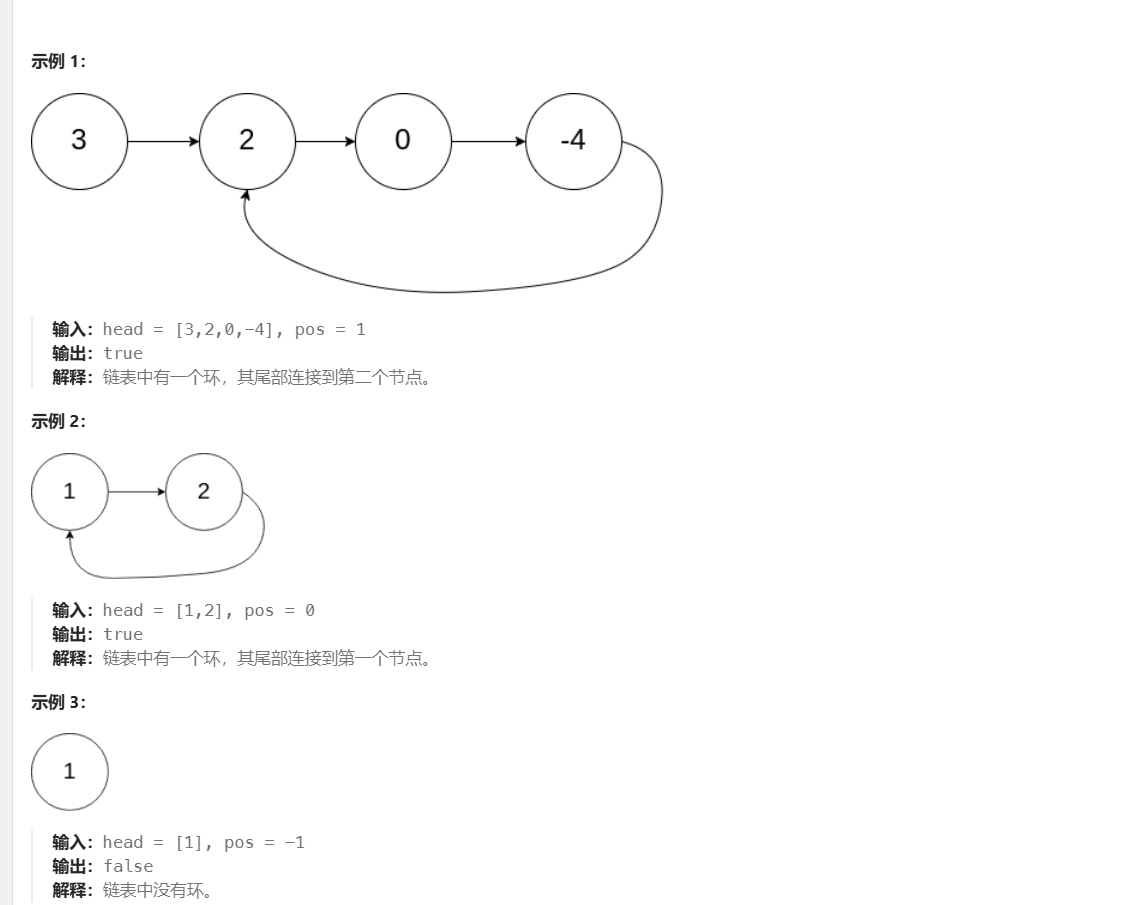 示例 1：
3 2 0 -4
输入：head = [3,2,0,-4], pos = 1
输出：true
解释：链表中有一个环，其尾部连接到第二个节点。
示例 2：
1 2
输入：head = [1,2], pos = 0
输出：true
解释：链表中有一个环，其尾部连接到第一个节点。
示例 3：
1
输入：head = [1], pos = -1
输出：false
解释：链表中没有环。